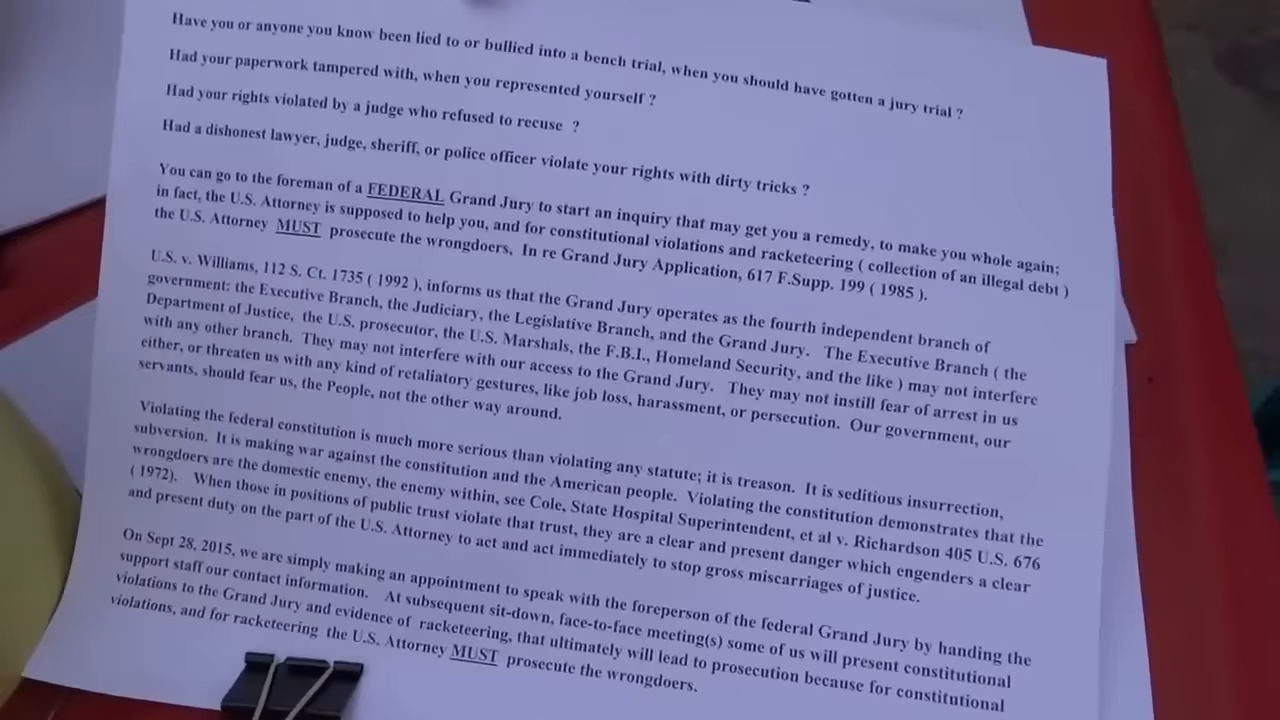 Have you or anyone you know been lied to or bullied into a bench trial, when you should have gotten a jury trial ?
Had your paperwork tampered with, when you represented yourself ?
Had your rights violated by a judge who refused to recuse ?
Had a dishonest lawyer, judge, sheriff, or police officer violate your rights with dirty tricks ?
You can go to the foreman of a FEDERAL Grand Jury to start an inquiry that may get you a remedy, to make you whole again;
in fact, the U.S. Attorney is supposed to help you, and for constitutional violations and racketeering ( collection of an illegal debt )
the U.S. Attorney MUST prosecute the wrongdoers. In re Grand Jury Application, 617 F.Supp. 199 ( 1985 ).
U.S. v. Williams, 112 S. Ct. 1735 ( 1992 ), informs us that the Grand Jury operates as the fourth independent branch of
government: the Executive Branch, the Judiciary, the Legislative Branch, and the Grand Jury. The Executive Branch ( the
Department of Justice, the U.S. prosecutor, the U.S. Marshals, the F.B.I., Homeland Security, and the like ) may not interfere
with any other branch. They may not interfere with our access to the Grand Jury. They may not instill fear of arrest in us
either, or threaten us with any kind of retaliatory gestures, like job loss, harassment, or persecution. Our government, our
servants, should fear us, the People, not the other way around.
Violating the federal constitution is much more serious than violating any statute; it is treason. It is seditious insurrection,
subversion. It is making war against the constitution and the American people. Violating the constitution demonstrates that the
wrongdoers are the domestic enemy, the enemy within, see Cole, State Hospital Superintendent, et al v. Richardson 405 U.S. 676
( 1972). When those in positions of public trust violate that trust, they are a clear and present danger which engenders a clear
and present duty on the part of the U.S. Attorney to act and act immediately to stop gross miscarriages of justice.
On Sept 28, 2015, we are simply making an appointment to speak with the foreperson of the federal Grand Jury by handing the
support staff our contact information. At subsequent sit-down, face-to-face meeting(s) some of us will present constitutional
violations to the Grand Jury and evidence of racketeering, that ultimately will lead to prosecution because for constitutional
violations, and for racketeering the U.S. Attorney MUST prosecute the wrongdoers.